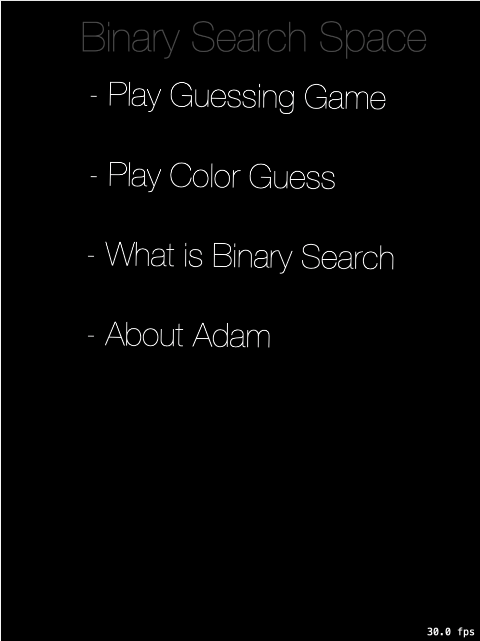 Binary Search Space
- Play Guessing Game
- Play Color Guess
- What is Binary Search
- About Adam
30.0 fps